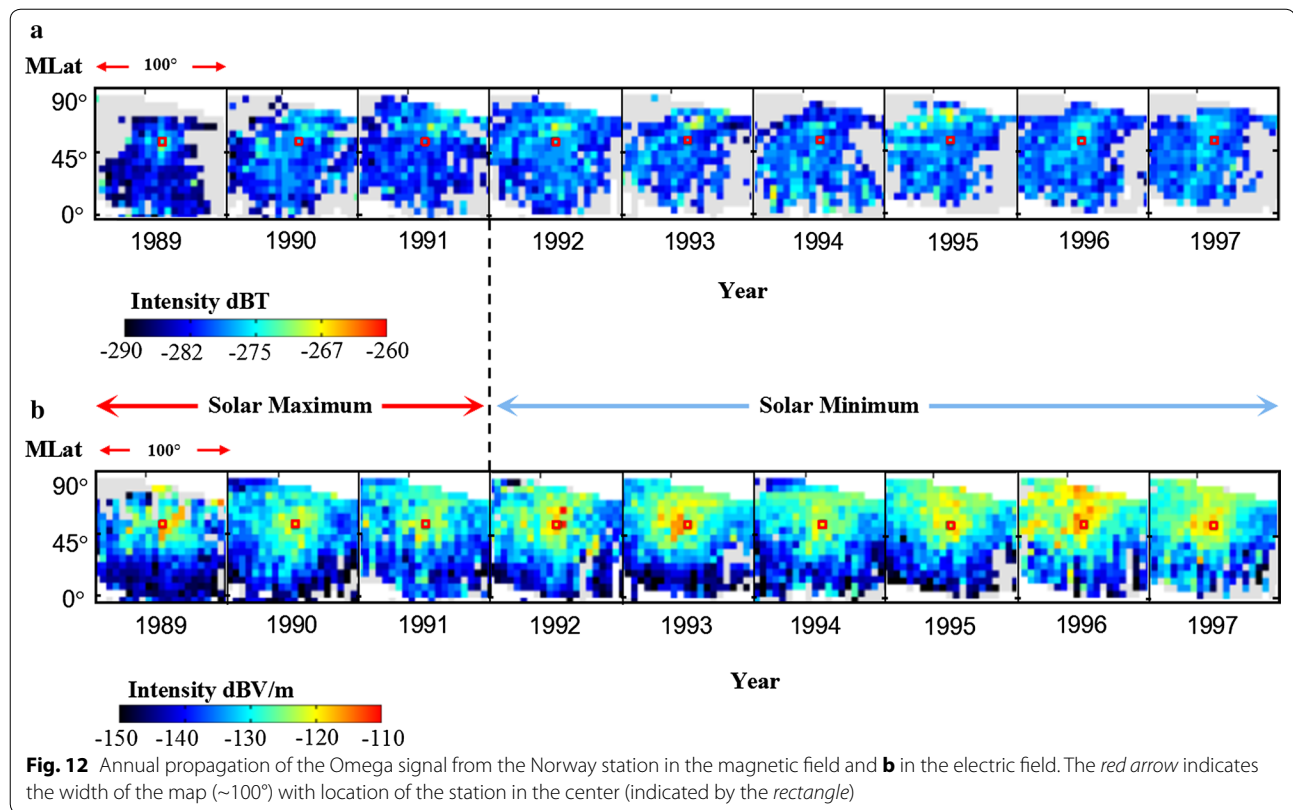 a
MLat 100°
90°
45°
0°
1989 1990 1991 1992 1993 1994 1995 1996 1997
Year
Intensity dBT
-290 -282 -275 -267 -260
b
Solar Maximum Solar Minimum
MLat 100°
90°
45°
0°
1989 1990 1991 1992 1993 1994 1995 1996 1997
Year
Intensity dBV/m
-150 -140 -130 -120 -110
Fig. 12 Annual propagation of the Omega signal from the Norway station in the magnetic field and b in the electric field. The red arrow indicates
the width of the map (~100°) with location of the station in the center (indicated by the rectangle)